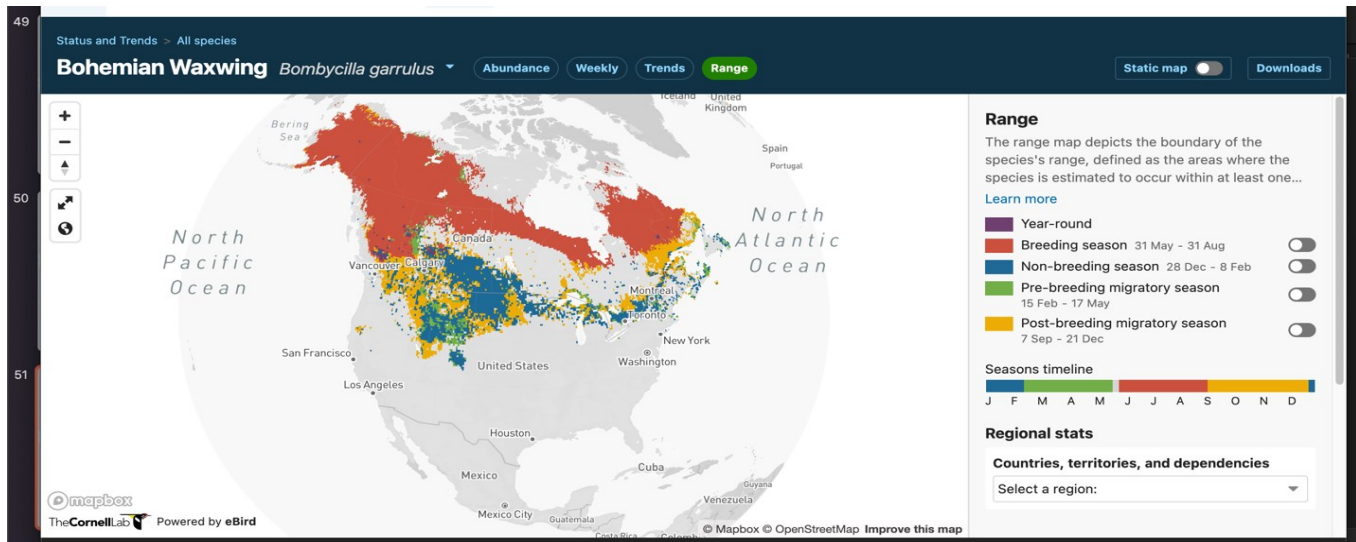 49
50
51
Status and Trends > All species
Bohemian Waxwing Bombycilla garrulus
Abundance
Weekly
Trends
Range
Static map
Downloads
Iceland
United
Kingdom
Bering
Sea
Spain
Portugal
North
Atlantic
Ocean
North
Pacific
Ocean
Canada
Vancouver
Calgary
Montreal
Toronto
New York
San Francisco
United States
Washington
Los Angeles
Houston
Mexico
Cuba
Guyana
Venezuela
Mexico City
Guatemala
Costa Rica
mapbox
TheCornellLab
Powered by eBird
© Mapbox © OpenStreetMap Improve this map
Range
The range map depicts the boundary of the
species's range, defined as the areas where the
species is estimated to occur within at least one...
Learn more
Year-round
Breeding season 31 May - 31 Aug
Non-breeding season 28 Dec - 8 Feb
Pre-breeding migratory season
15 Feb - 17 May
Post-breeding migratory season
7 Sep - 21 Dec
Seasons timeline
J F M A M J J A S O N D
Regional stats
Countries, territories, and dependencies
Select a region: